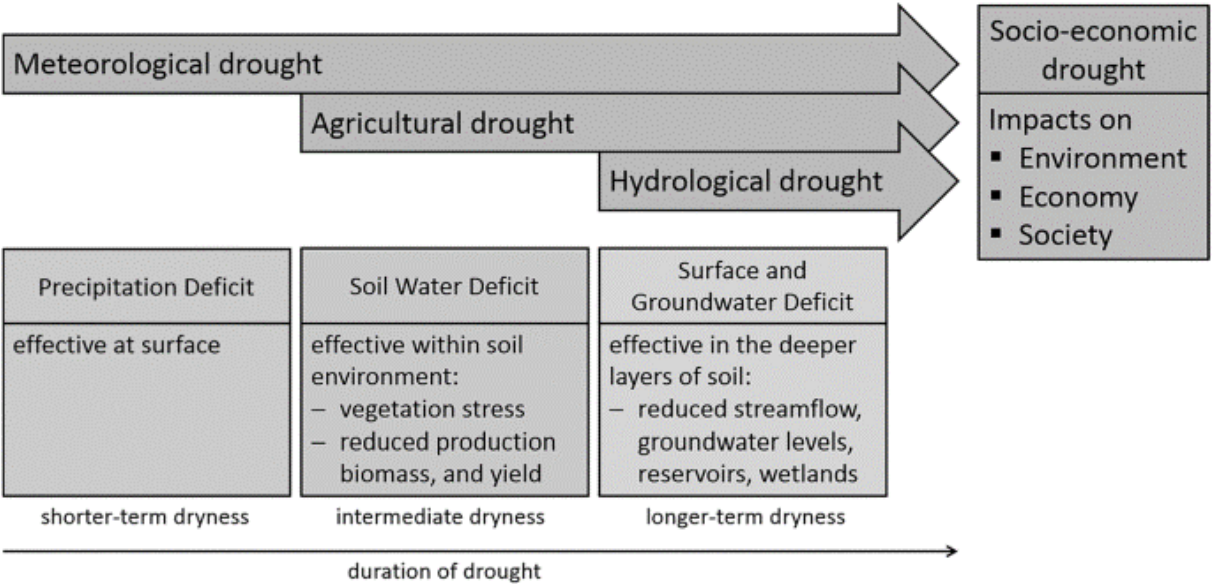 Meteorological drought
Agricultural drought
Hydrological drought
Socio-economic
drought
Impacts on
▪ Environment
▪ Economy
▪ Society
Precipitation Deficit
effective at surface
shorter-term dryness
Soil Water Deficit
effective within soil
environment:
– vegetation stress
– reduced production
biomass, and yield
intermediate dryness
Surface and
Groundwater Deficit
effective in the deeper
layers of soil:
– reduced streamflow,
groundwater levels,
reservoirs, wetlands
longer-term dryness
duration of drought